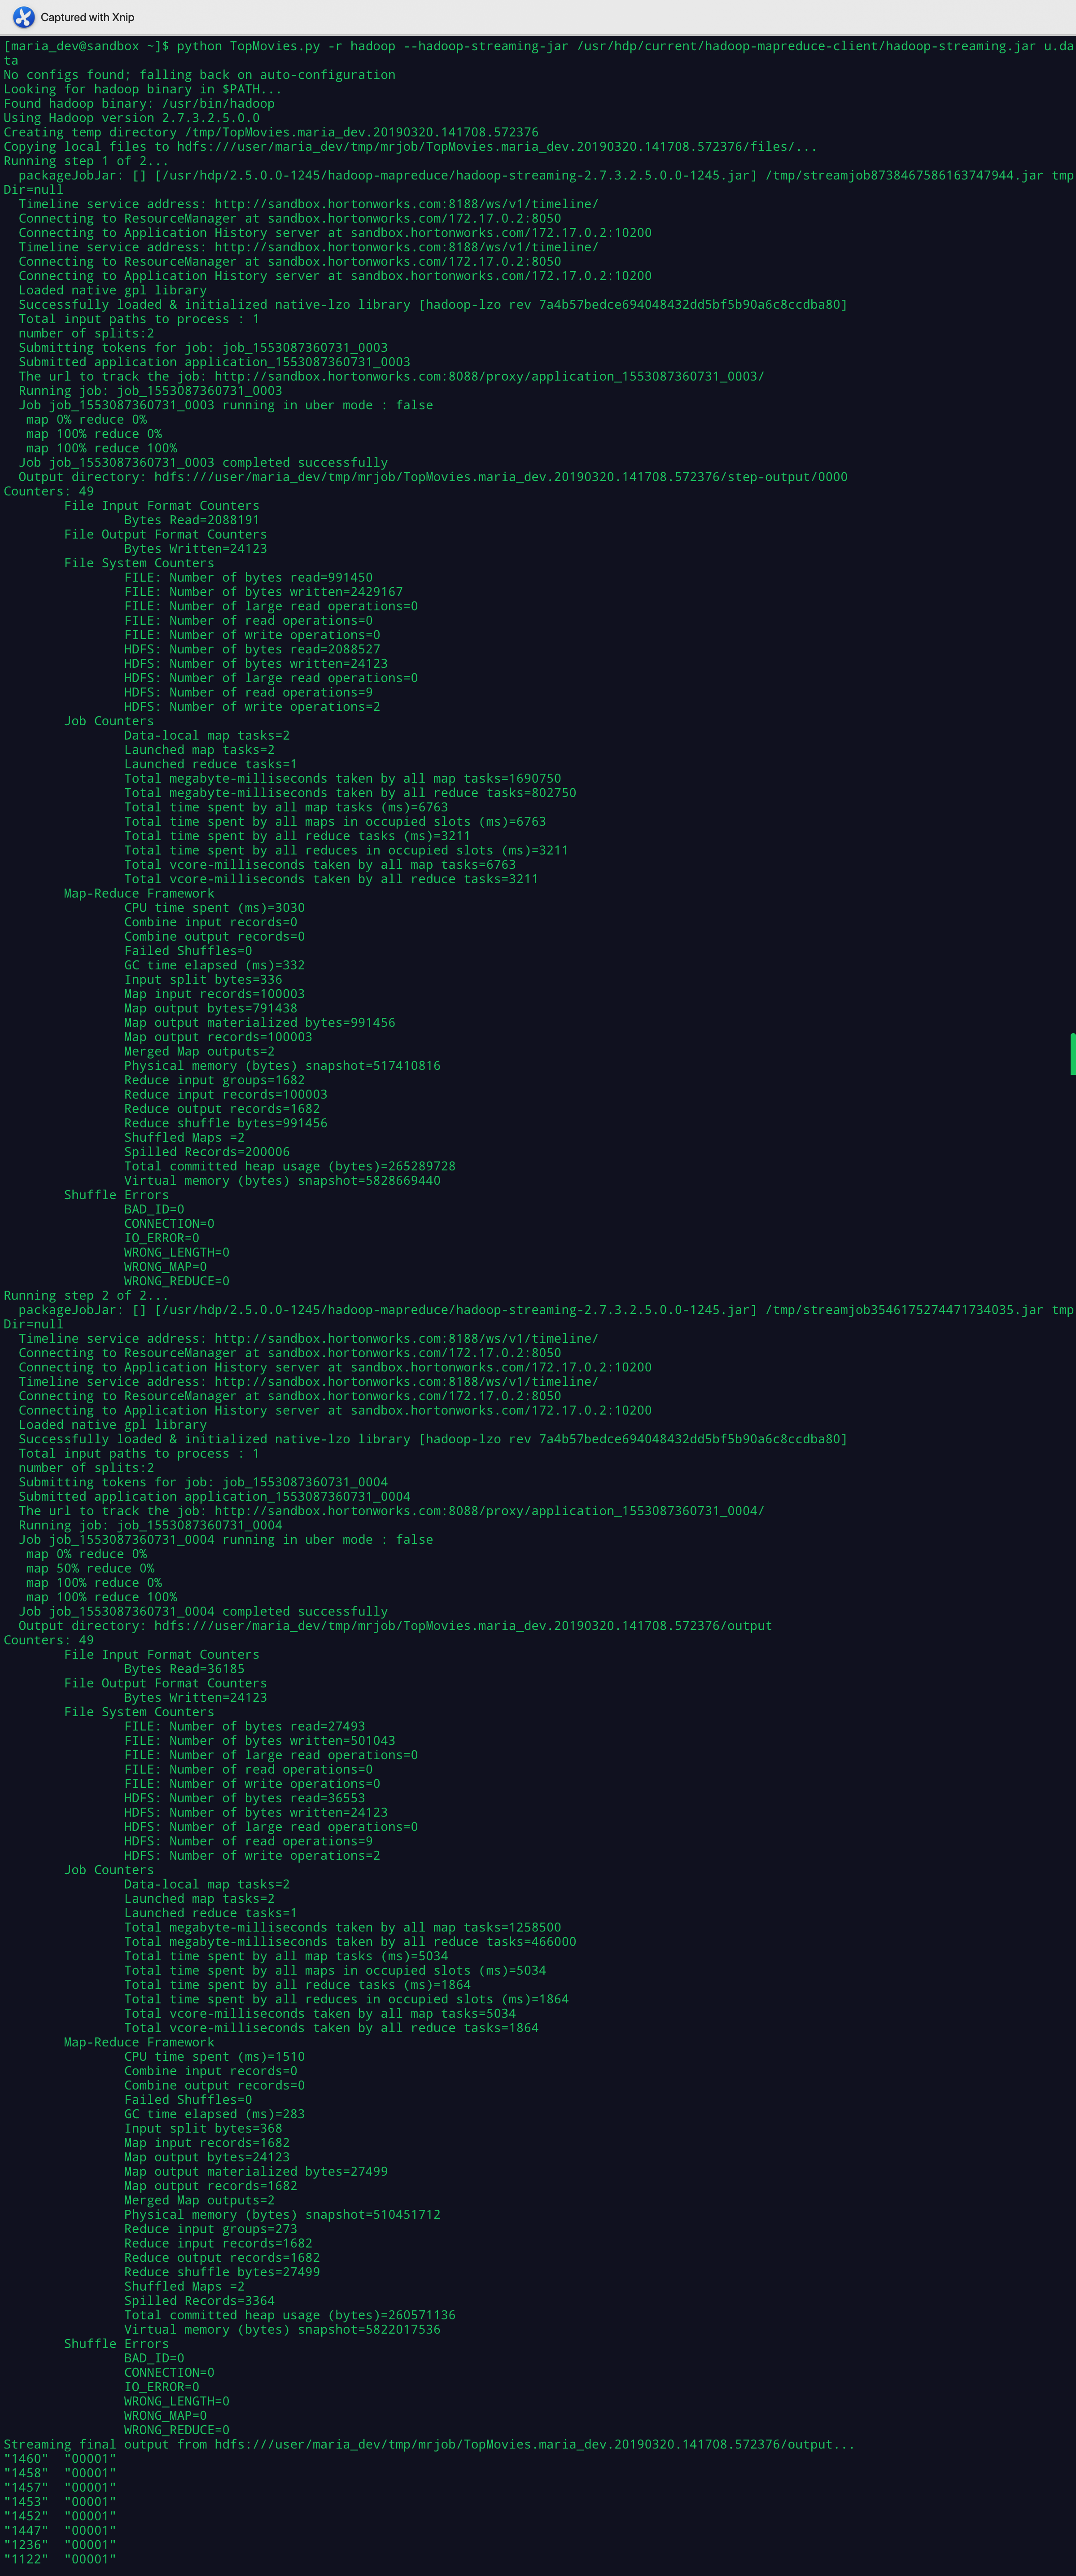 Captured with Xnip
[maria_dev@sandbox ~]$ python TopMovies.py -r hadoop --hadoop-streaming-jar /usr/hdp/current/hadoop-mapreduce-client/hadoop-streaming.jar u.da
ta
No configs found; falling back on auto-configuration
Looking for hadoop binary in $PATH...
Found hadoop binary: /usr/bin/hadoop
Using Hadoop version 2.7.3.2.5.0.0
Creating temp directory /tmp/TopMovies.maria_dev.20190320.141708.572376
Copying local files to hdfs:///user/maria_dev/tmp/mrjob/TopMovies.maria_dev.20190320.141708.572376/files/...
Running step 1 of 2...
  packageJobJar: [] [/usr/hdp/2.5.0.0-1245/hadoop-mapreduce/hadoop-streaming-2.7.3.2.5.0.0-1245.jar] /tmp/streamjob8738467586163747944.jar tmp
Dir=null
  Timeline service address: http://sandbox.hortonworks.com:8188/ws/v1/timeline/
  Connecting to ResourceManager at sandbox.hortonworks.com/172.17.0.2:8050
  Connecting to Application History server at sandbox.hortonworks.com/172.17.0.2:10200
  Timeline service address: http://sandbox.hortonworks.com:8188/ws/v1/timeline/
  Connecting to ResourceManager at sandbox.hortonworks.com/172.17.0.2:8050
  Connecting to Application History server at sandbox.hortonworks.com/172.17.0.2:10200
  Loaded native gpl library
  Successfully loaded & initialized native-lzo library [hadoop-lzo rev 7a4b57bedce694048432dd5bf5b90a6c8ccdba80]
  Total input paths to process : 1
  number of splits:2
  Submitting tokens for job: job_1553087360731_0003
  Submitted application application_1553087360731_0003
  The url to track the job: http://sandbox.hortonworks.com:8088/proxy/application_1553087360731_0003/
  Running job: job_1553087360731_0003
  Job job_1553087360731_0003 running in uber mode : false
   map 0% reduce 0%
   map 100% reduce 0%
   map 100% reduce 100%
  Job job_1553087360731_0003 completed successfully
  Output directory: hdfs:///user/maria_dev/tmp/mrjob/TopMovies.maria_dev.20190320.141708.572376/step-output/0000
Counters: 49
        File Input Format Counters
                Bytes Read=2088191
        File Output Format Counters
                Bytes Written=24123
        File System Counters
                FILE: Number of bytes read=991450
                FILE: Number of bytes written=2429167
                FILE: Number of large read operations=0
                FILE: Number of read operations=0
                FILE: Number of write operations=0
                HDFS: Number of bytes read=2088527
                HDFS: Number of bytes written=24123
                HDFS: Number of large read operations=0
                HDFS: Number of read operations=9
                HDFS: Number of write operations=2
        Job Counters
                Data-local map tasks=2
                Launched map tasks=2
                Launched reduce tasks=1
                Total megabyte-milliseconds taken by all map tasks=1690750
                Total megabyte-milliseconds taken by all reduce tasks=802750
                Total time spent by all map tasks (ms)=6763
                Total time spent by all maps in occupied slots (ms)=6763
                Total time spent by all reduce tasks (ms)=3211
                Total time spent by all reduces in occupied slots (ms)=3211
                Total vcore-milliseconds taken by all map tasks=6763
                Total vcore-milliseconds taken by all reduce tasks=3211
        Map-Reduce Framework
                CPU time spent (ms)=3030
                Combine input records=0
                Combine output records=0
                Failed Shuffles=0
                GC time elapsed (ms)=332
                Input split bytes=336
                Map input records=100003
                Map output bytes=791438
                Map output materialized bytes=991456
                Map output records=100003
                Merged Map outputs=2
                Physical memory (bytes) snapshot=517410816
                Reduce input groups=1682
                Reduce input records=100003
                Reduce output records=1682
                Reduce shuffle bytes=991456
                Shuffled Maps =2
                Spilled Records=200006
                Total committed heap usage (bytes)=265289728
                Virtual memory (bytes) snapshot=5828669440
        Shuffle Errors
                BAD_ID=0
                CONNECTION=0
                IO_ERROR=0
                WRONG_LENGTH=0
                WRONG_MAP=0
                WRONG_REDUCE=0
Running step 2 of 2...
  packageJobJar: [] [/usr/hdp/2.5.0.0-1245/hadoop-mapreduce/hadoop-streaming-2.7.3.2.5.0.0-1245.jar] /tmp/streamjob3546175274471734035.jar tmp
Dir=null
  Timeline service address: http://sandbox.hortonworks.com:8188/ws/v1/timeline/
  Connecting to ResourceManager at sandbox.hortonworks.com/172.17.0.2:8050
  Connecting to Application History server at sandbox.hortonworks.com/172.17.0.2:10200
  Timeline service address: http://sandbox.hortonworks.com:8188/ws/v1/timeline/
  Connecting to ResourceManager at sandbox.hortonworks.com/172.17.0.2:8050
  Connecting to Application History server at sandbox.hortonworks.com/172.17.0.2:10200
  Loaded native gpl library
  Successfully loaded & initialized native-lzo library [hadoop-lzo rev 7a4b57bedce694048432dd5bf5b90a6c8ccdba80]
  Total input paths to process : 1
  number of splits:2
  Submitting tokens for job: job_1553087360731_0004
  Submitted application application_1553087360731_0004
  The url to track the job: http://sandbox.hortonworks.com:8088/proxy/application_1553087360731_0004/
  Running job: job_1553087360731_0004
  Job job_1553087360731_0004 running in uber mode : false
   map 0% reduce 0%
   map 50% reduce 0%
   map 100% reduce 0%
   map 100% reduce 100%
  Job job_1553087360731_0004 completed successfully
  Output directory: hdfs:///user/maria_dev/tmp/mrjob/TopMovies.maria_dev.20190320.141708.572376/output
Counters: 49
        File Input Format Counters
                Bytes Read=36185
        File Output Format Counters
                Bytes Written=24123
        File System Counters
                FILE: Number of bytes read=27493
                FILE: Number of bytes written=501043
                FILE: Number of large read operations=0
                FILE: Number of read operations=0
                FILE: Number of write operations=0
                HDFS: Number of bytes read=36553
                HDFS: Number of bytes written=24123
                HDFS: Number of large read operations=0
                HDFS: Number of read operations=9
                HDFS: Number of write operations=2
        Job Counters
                Data-local map tasks=2
                Launched map tasks=2
                Launched reduce tasks=1
                Total megabyte-milliseconds taken by all map tasks=1258500
                Total megabyte-milliseconds taken by all reduce tasks=466000
                Total time spent by all map tasks (ms)=5034
                Total time spent by all maps in occupied slots (ms)=5034
                Total time spent by all reduce tasks (ms)=1864
                Total time spent by all reduces in occupied slots (ms)=1864
                Total vcore-milliseconds taken by all map tasks=5034
                Total vcore-milliseconds taken by all reduce tasks=1864
        Map-Reduce Framework
                CPU time spent (ms)=1510
                Combine input records=0
                Combine output records=0
                Failed Shuffles=0
                GC time elapsed (ms)=283
                Input split bytes=368
                Map input records=1682
                Map output bytes=24123
                Map output materialized bytes=27499
                Map output records=1682
                Merged Map outputs=2
                Physical memory (bytes) snapshot=510451712
                Reduce input groups=273
                Reduce input records=1682
                Reduce output records=1682
                Reduce shuffle bytes=27499
                Shuffled Maps =2
                Spilled Records=3364
                Total committed heap usage (bytes)=260571136
                Virtual memory (bytes) snapshot=5822017536
        Shuffle Errors
                BAD_ID=0
                CONNECTION=0
                IO_ERROR=0
                WRONG_LENGTH=0
                WRONG_MAP=0
                WRONG_REDUCE=0
Streaming final output from hdfs:///user/maria_dev/tmp/mrjob/TopMovies.maria_dev.20190320.141708.572376/output...
"1460"  "00001"
"1458"  "00001"
"1457"  "00001"
"1453"  "00001"
"1452"  "00001"
"1447"  "00001"
"1236"  "00001"
"1122"  "00001"